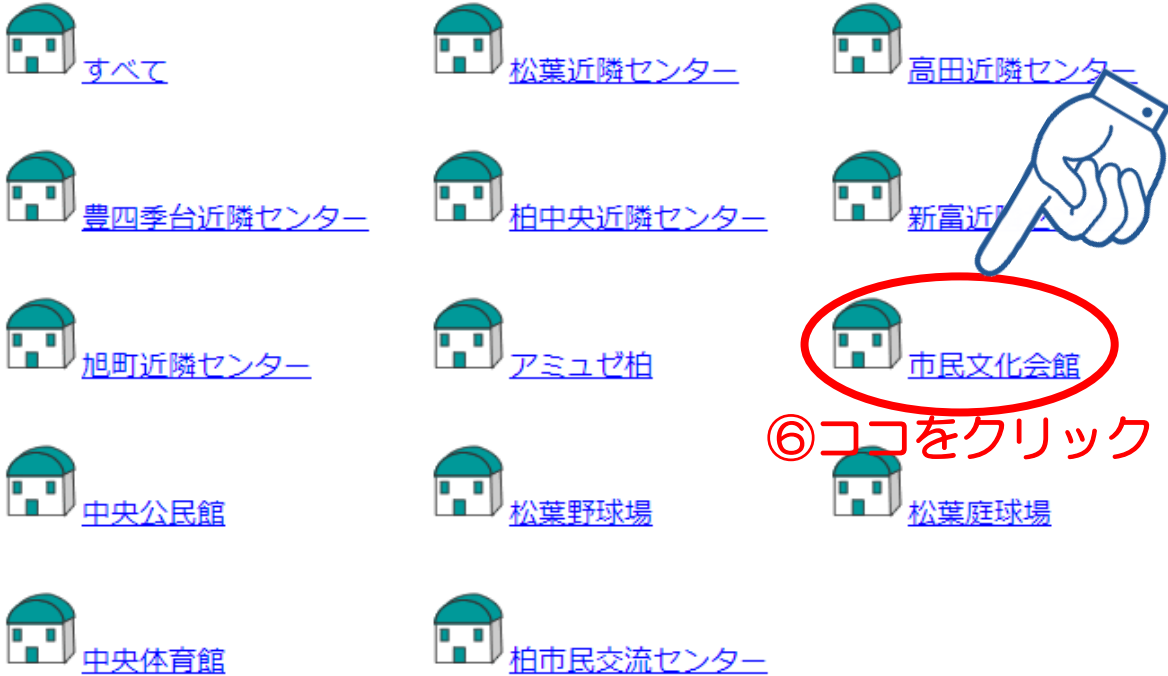 すべて
松葉近隣センター
高田近隣センター
豊四季台近隣センター
柏中央近隣センター
新富近
旭町近隣センター
アミュゼ柏
市民文化会館
⑥ココをクリック
中央公民館
松葉野球場
松葉庭球場
中央体育館
柏市民交流センター